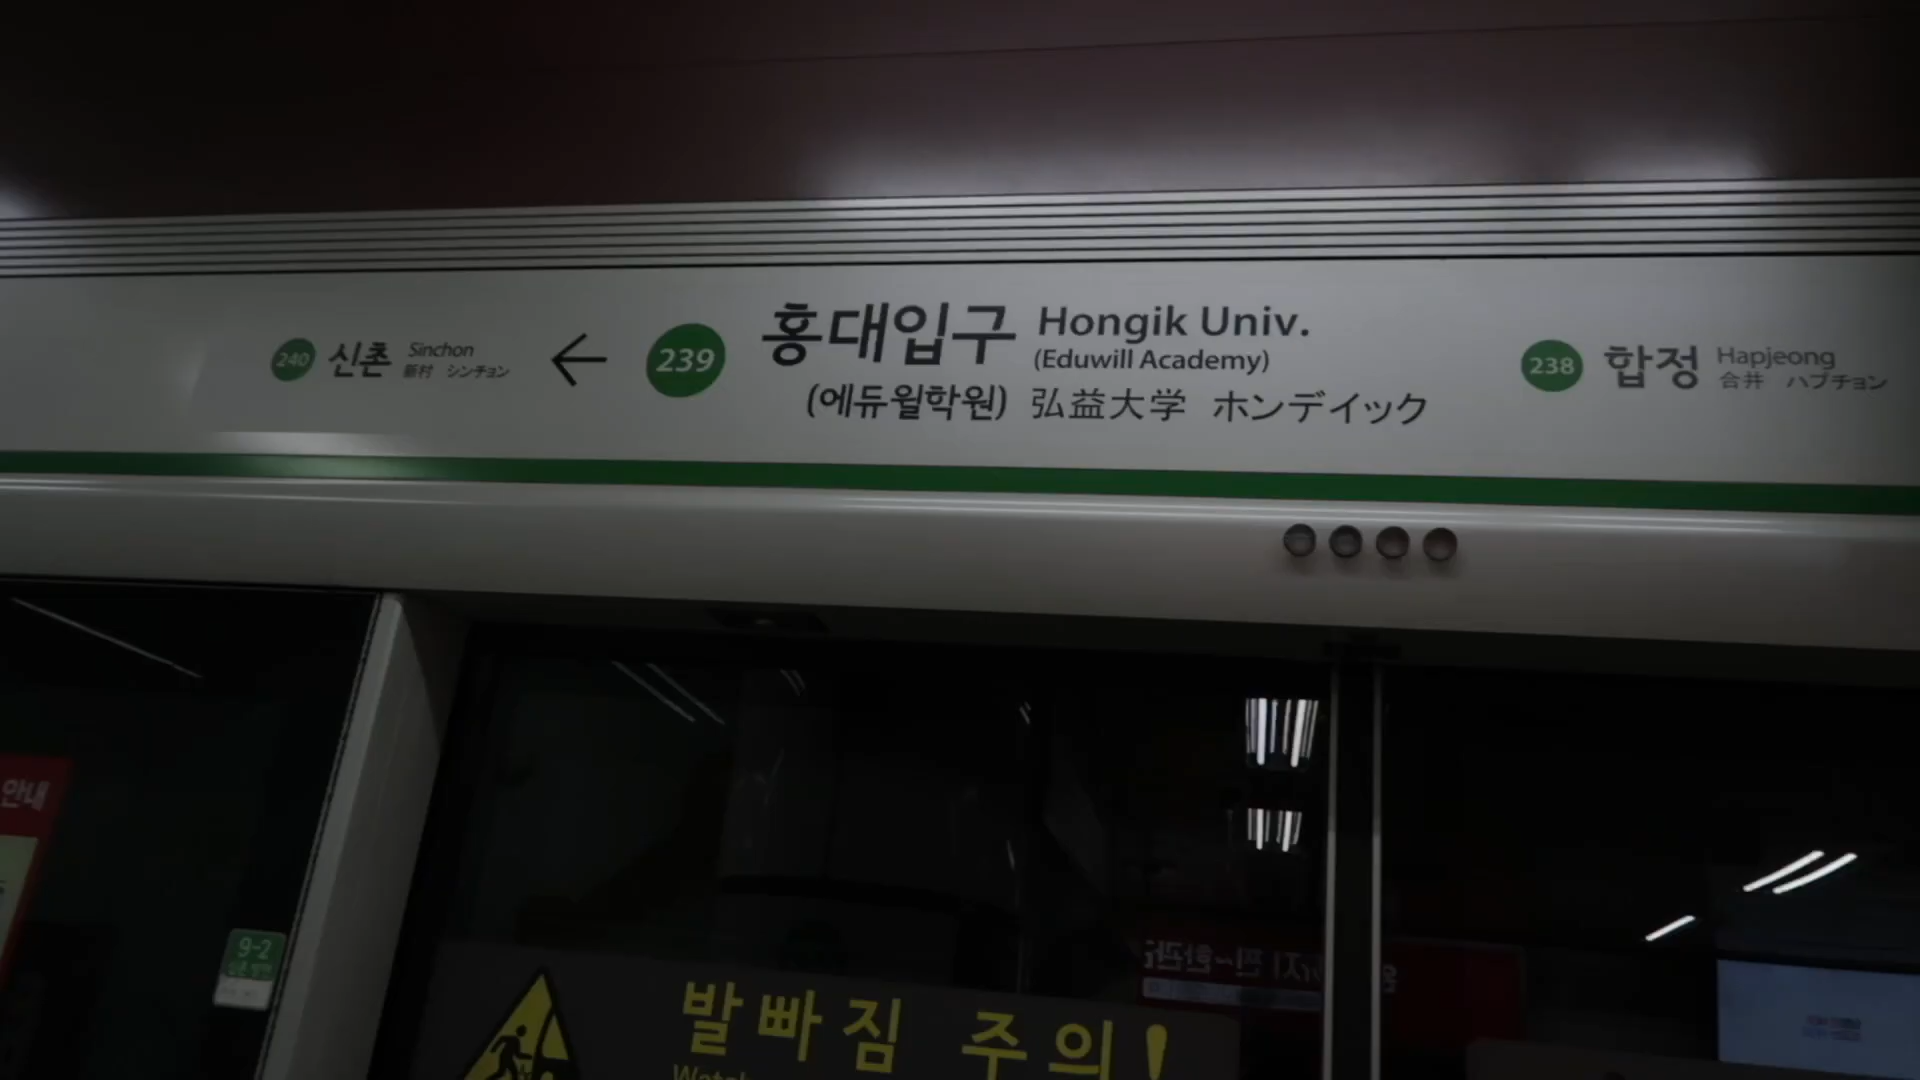 240 신촌 Sinchon
新村 シンチョン
←
239 홍대입구 Hongik Univ.
(Eduwill Academy)
(에듀윌학원) 弘益大学 ホンデイック
238 합정 Hapjeong
合井 ハプチョン
안내
9-2
발빠짐 주의!